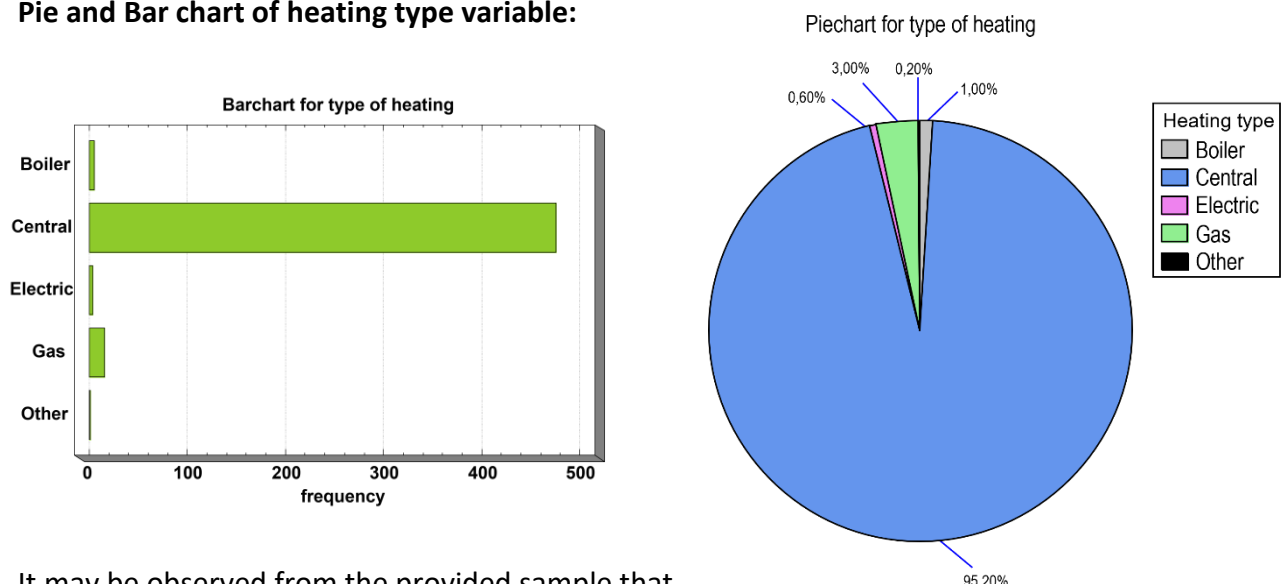 Pie and Bar chart of heating type variable:
Barchart for type of heating
Boiler
Central
Electric
Gas
Other
0 100 200 300 400 500
frequency
Piechart for type of heating
0,60% 3,00% 0,20% 1,00%
95,20%
Heating type
Boiler
Central
Electric
Gas
Other
It may be observed from the provided sample that